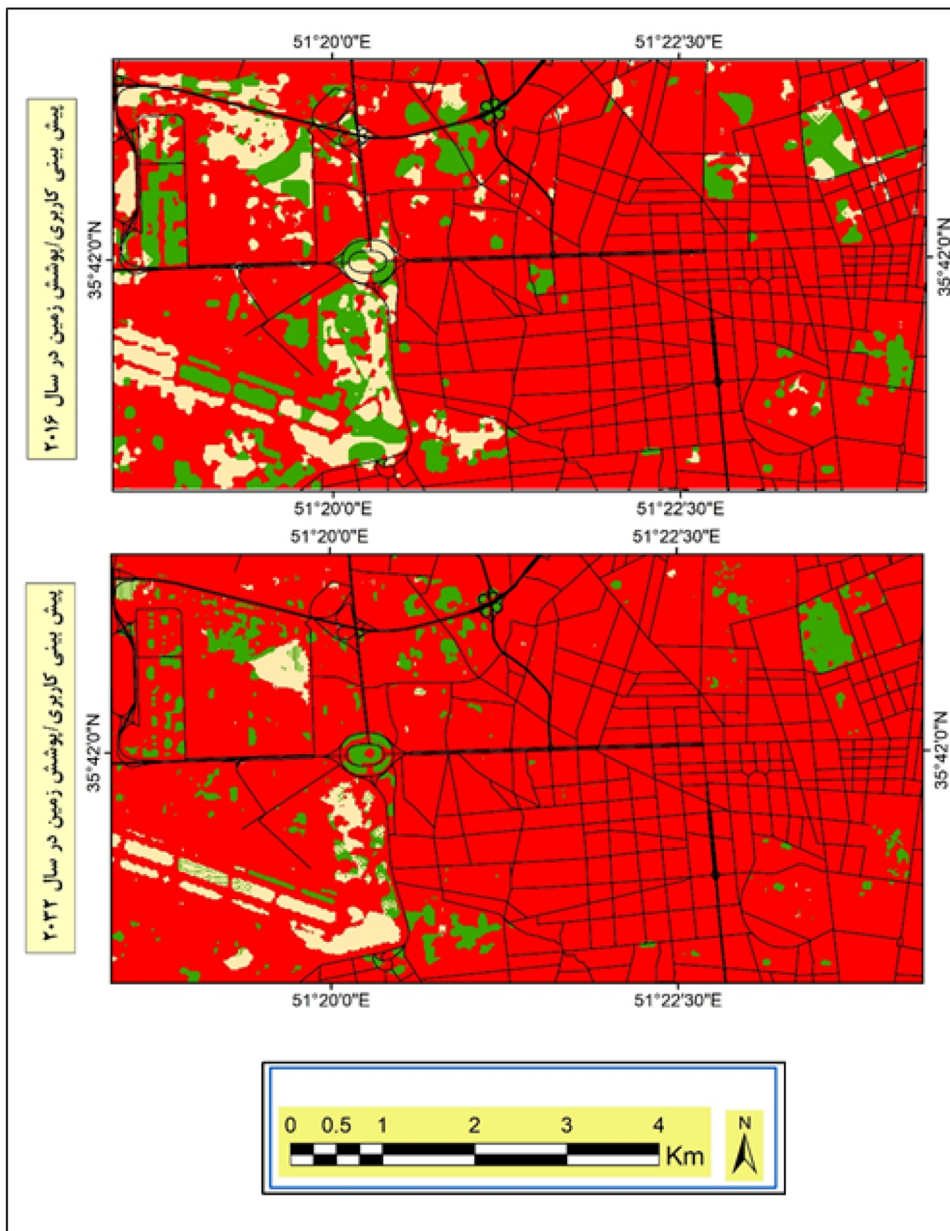 51°20'0"E
51°22'30"E
پیش بینی کاربری/پوشش زمین در سال ۲۰۱۶
35°42'0"N
35°42'0"N
51°20'0"E
51°22'30"E
51°20'0"E
51°22'30"E
پیش بینی کاربری/پوشش زمین در سال ۲۰۳۲
35°42'0"N
35°42'0"N
51°20'0"E
51°22'30"E
0 0.5 1 2 3 4
Km
N